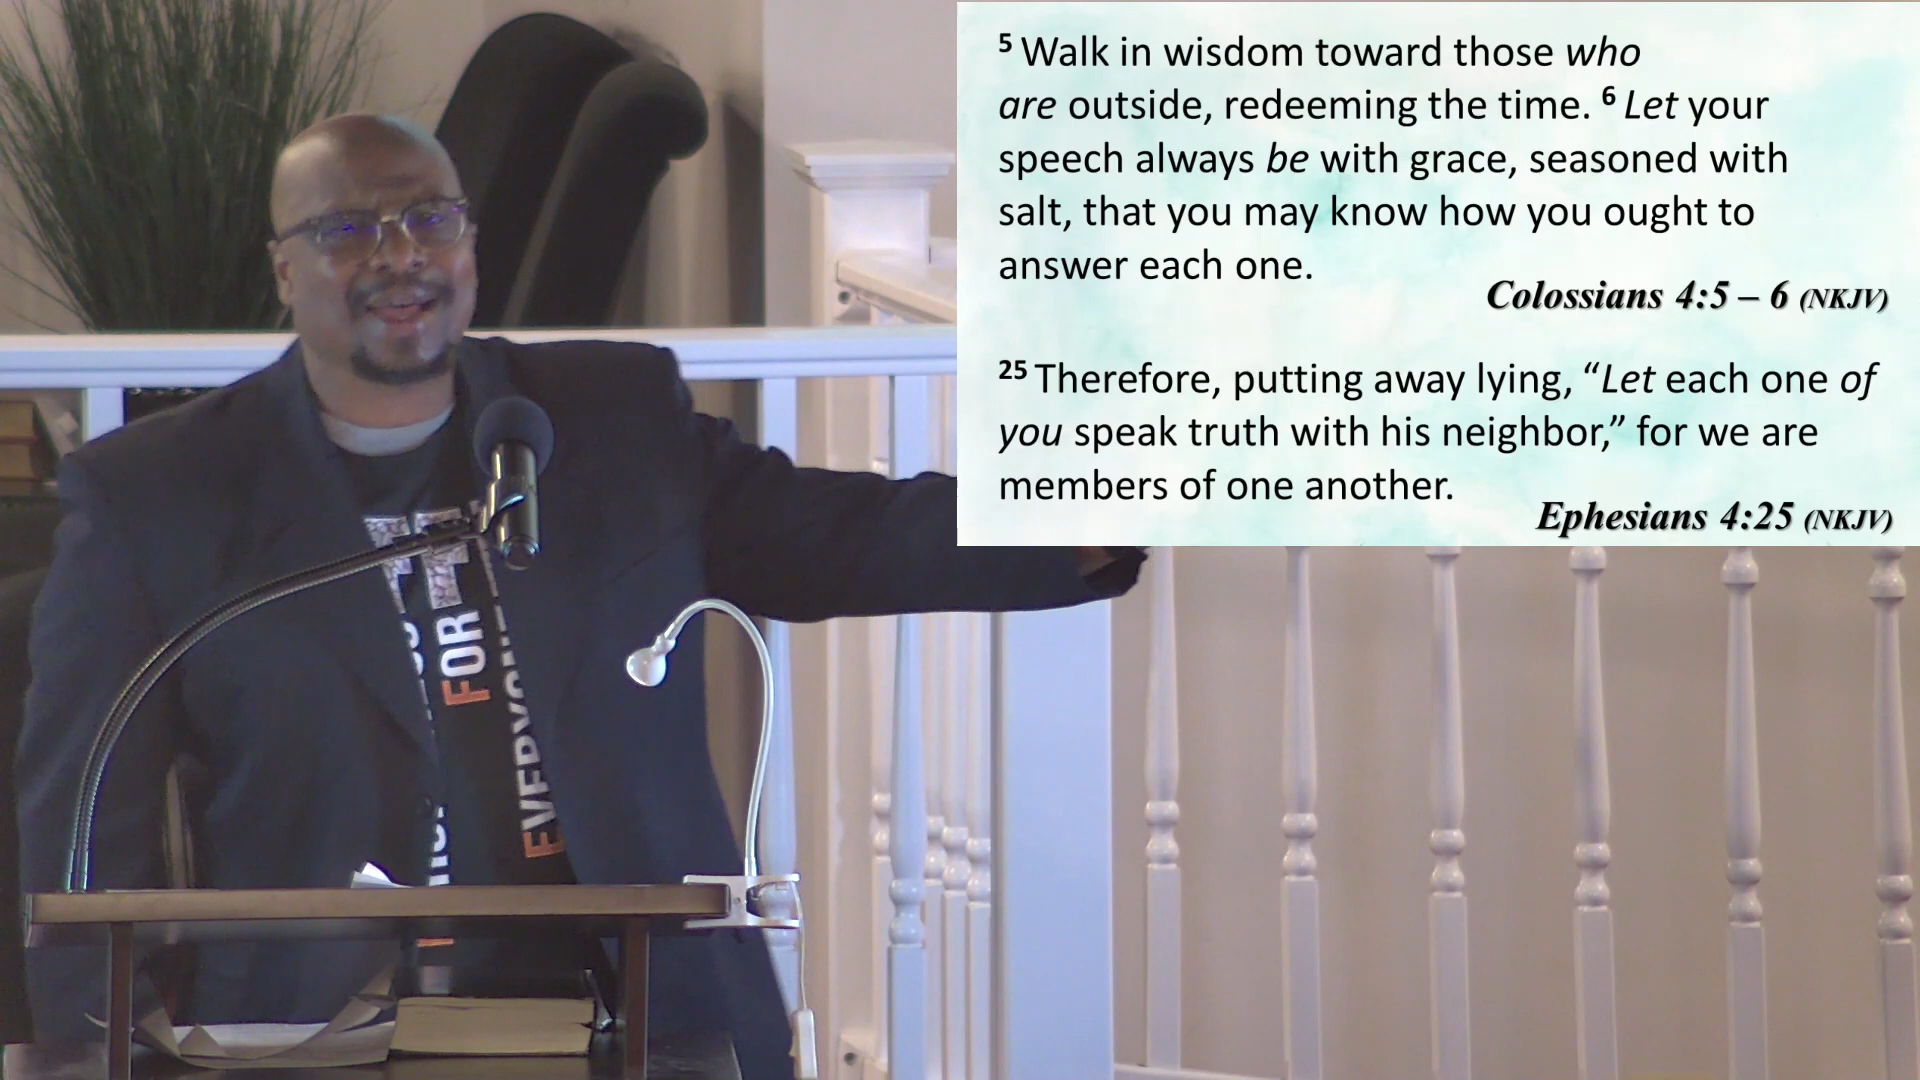 5 Walk in wisdom toward those who
are outside, redeeming the time. 6 Let your
speech always be with grace, seasoned with
salt, that you may know how you ought to
answer each one.
Colossians 4:5 – 6 (NKJV)
25 Therefore, putting away lying, “Let each one of
you speak truth with his neighbor,” for we are
members of one another.
Ephesians 4:25 (NKJV)
FOR
EVERYONE